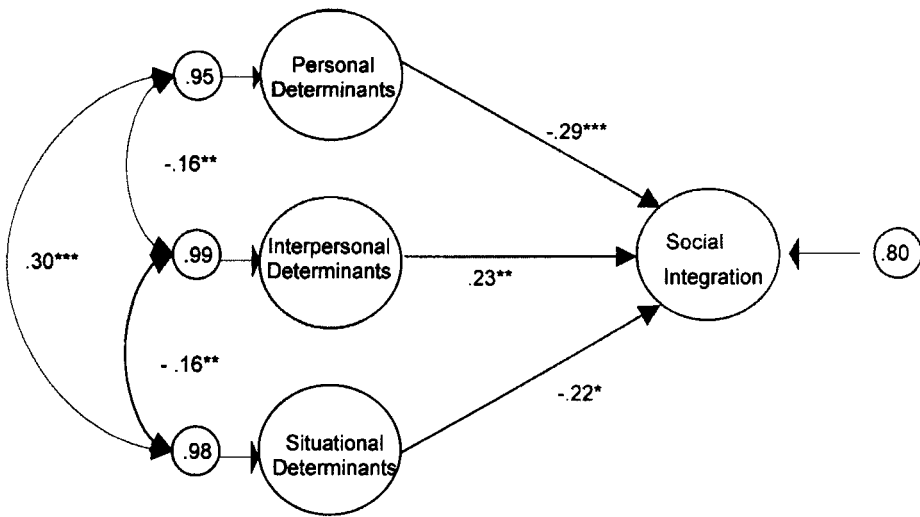 .95
Personal
Determinants
-.29***
-.16**
.30***
.99
Interpersonal
Determinants
.23**
Social
Integration
.80
- .16**
-.22*
.98
Situational
Determinants